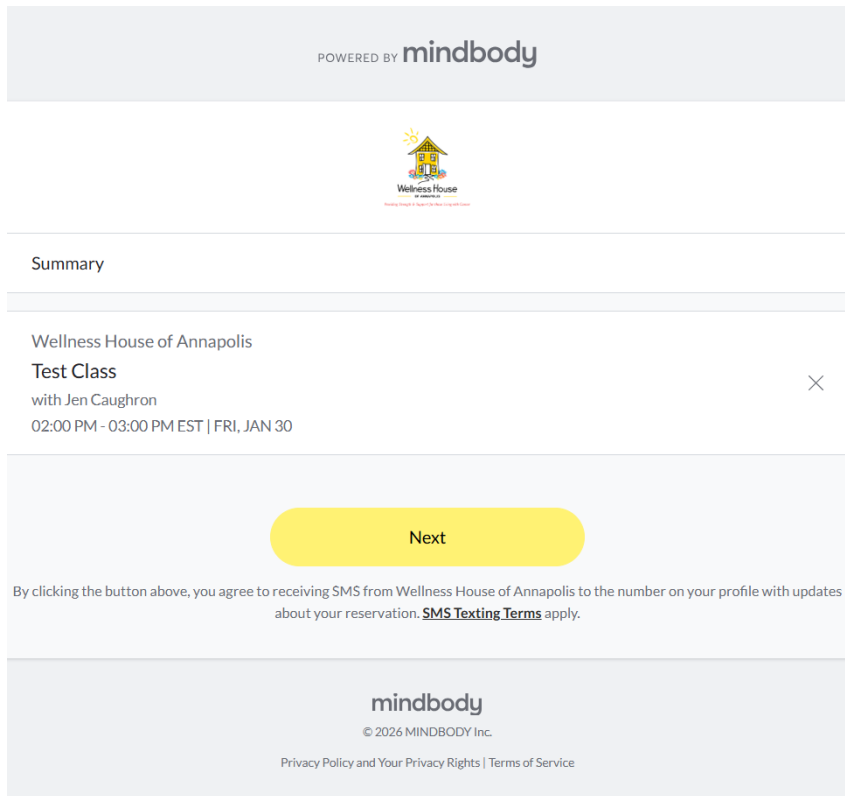 POWERED BY mindbody
Wellness House
OF ANNAPOLIS
Summary
Wellness House of Annapolis
Test Class
with Jen Caughron
02:00 PM - 03:00 PM EST | FRI, JAN 30
Next
By clicking the button above, you agree to receiving SMS from Wellness House of Annapolis to the number on your profile with updates
about your reservation. SMS Texting Terms apply.
mindbody
© 2026 MINDBODY Inc.
Privacy Policy and Your Privacy Rights | Terms of Service